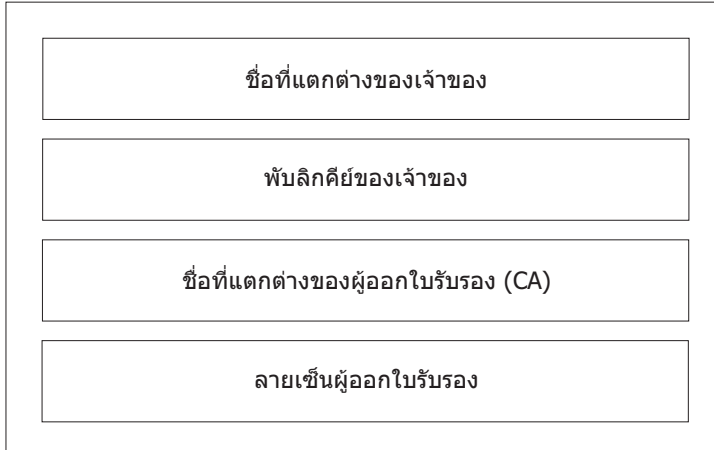 ชื่อที่แตกต่างของเจ้าของ
พับลิกคีย์ของเจ้าของ
ชื่อที่แตกต่างของผู้ออกใบรับรอง (CA)
ลายเซ็นผู้ออกใบรับรอง